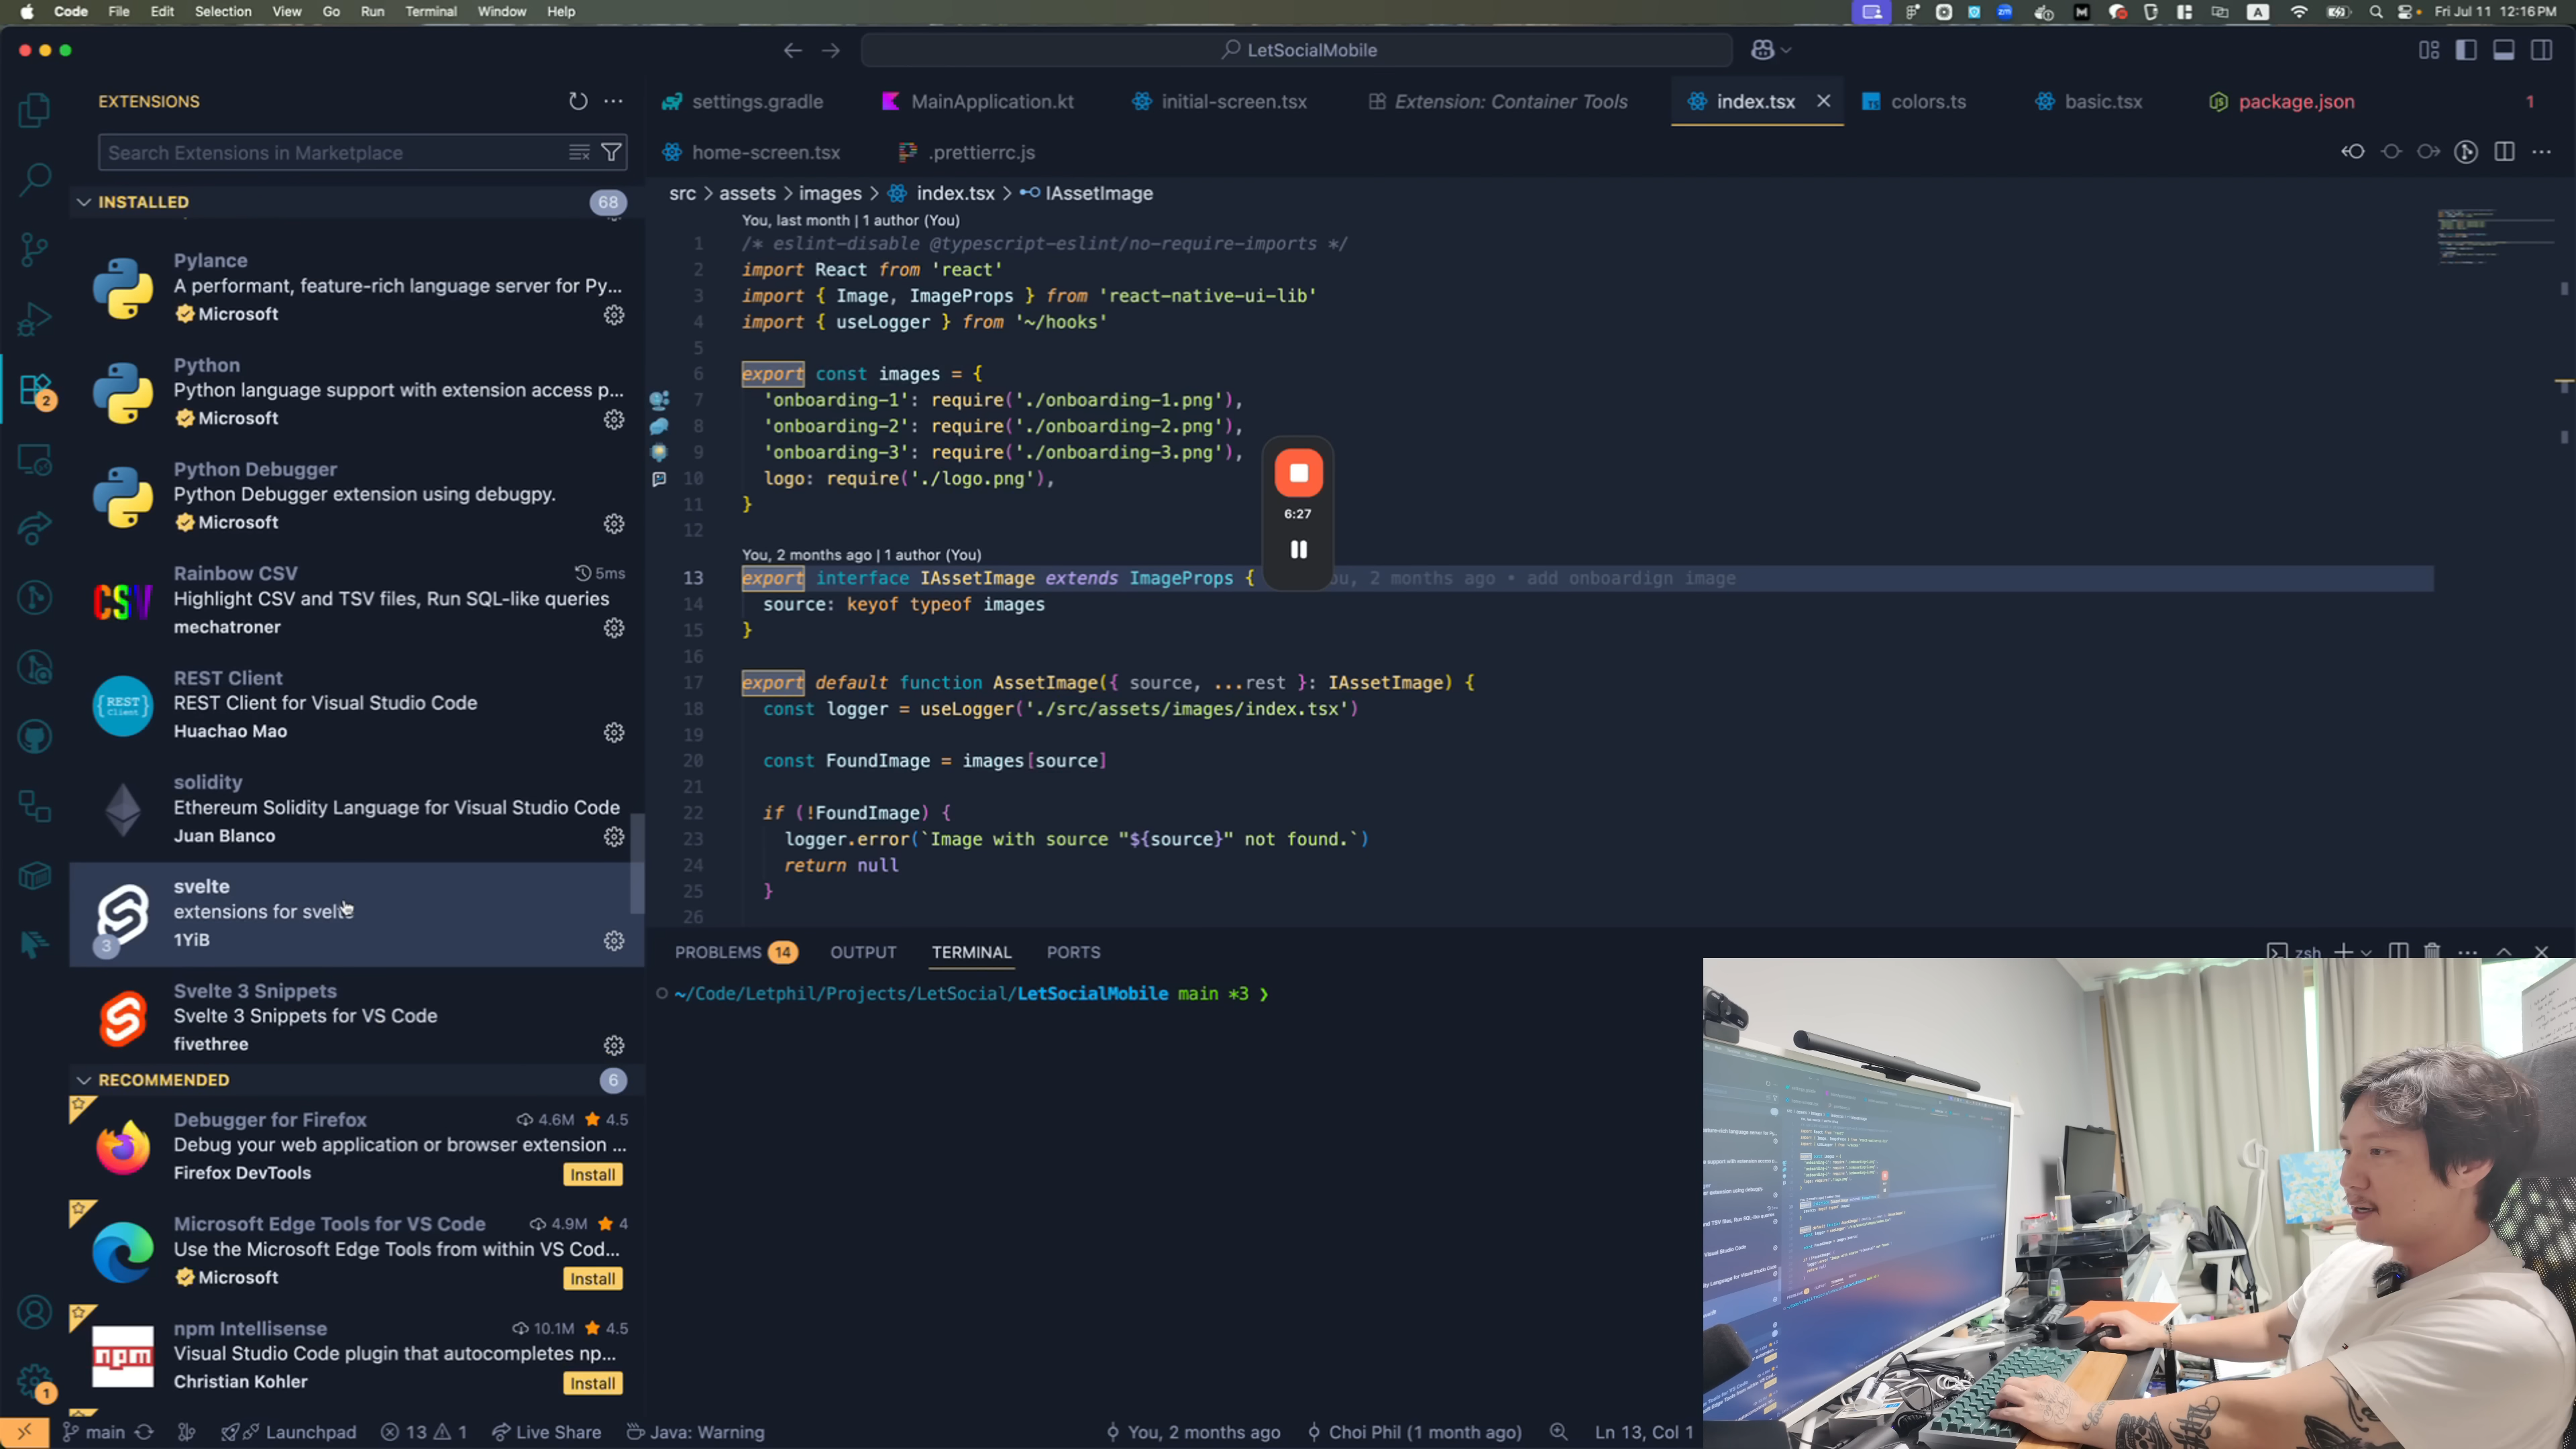 Code File Edit Selection View Go Run Terminal Window Help
zm A Fri Jul 11 12:16 PM
LetSocialMobile
EXTENSIONS
Search Extensions in Marketplace
INSTALLED 68
Pylance
A performant, feature-rich language server for Py...
Microsoft
Python
Python language support with extension access p...
Microsoft
2
Python Debugger
Python Debugger extension using debugpy.
Microsoft
Rainbow CSV 5ms
CSV
Highlight CSV and TSV files, Run SQL-like queries
mechatroner
REST Client
{REST}
Client
REST Client for Visual Studio Code
Huachao Mao
solidity
Ethereum Solidity Language for Visual Studio Code
Juan Blanco
svelte
extensions for svelte
3
1YiB
Svelte 3 Snippets
Svelte 3 Snippets for VS Code
fivethree
RECOMMENDED 6
Debugger for Firefox 4.6M 4.5
Debug your web application or browser extension ...
Firefox DevTools Install
Microsoft Edge Tools for VS Code 4.9M 4
Use the Microsoft Edge Tools from within VS Cod...
Microsoft Install
npm Intellisense 10.1M 4.5
npm
Visual Studio Code plugin that autocompletes np...
Christian Kohler Install
1
settings.gradle MainApplication.kt initial-screen.tsx Extension: Container Tools index.tsx colors.ts basic.tsx package.json 1
home-screen.tsx .prettierrc.js
src > assets > images > index.tsx > IAssetImage
You, last month | 1 author (You)
1 /* eslint-disable @typescript-eslint/no-require-imports */
2 import React from 'react'
3 import { Image, ImageProps } from 'react-native-ui-lib'
4 import { useLogger } from '~/hooks'
5
6 export const images = {
7 'onboarding-1': require('./onboarding-1.png'),
8 'onboarding-2': require('./onboarding-2.png'),
9 'onboarding-3': require('./onboarding-3.png'),
10 logo: require('./logo.png'),
11 }
12
6:27
You, 2 months ago | 1 author (You)
13 export interface IAssetImage extends ImageProps { ou, 2 months ago • add onboardign image
14 source: keyof typeof images
15 }
16
17 export default function AssetImage({ source, ...rest }: IAssetImage) {
18 const logger = useLogger('./src/assets/images/index.tsx')
19
20 const FoundImage = images[source]
21
22 if (!FoundImage) {
23 logger.error(`Image with source "${source}" not found.`)
24 return null
25 }
26
PROBLEMS 14 OUTPUT TERMINAL PORTS zsh
~/Code/Letphil/Projects/LetSocial/LetSocialMobile main *3 ❯
main Launchpad 13 1 Live Share Java: Warning You, 2 months ago Choi Phil (1 month ago) Ln 13, Col 1